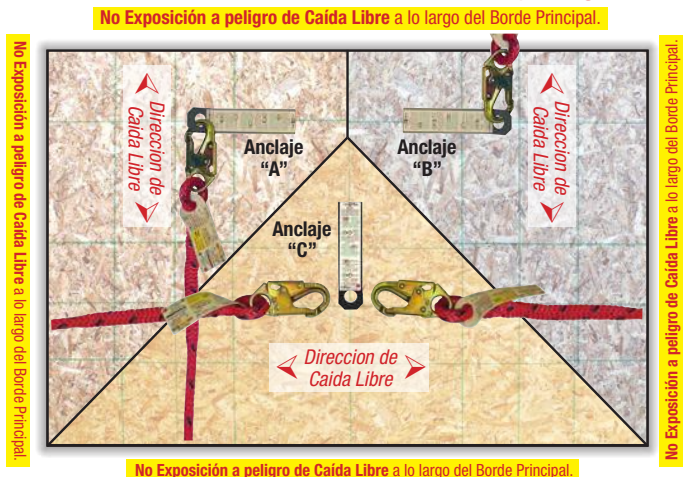 No Exposición a peligro de Caída Libre a lo largo del Borde Principal.
No Exposición a peligro de Caída Libre a lo largo del Borde Principal.
Direccion de
Caida Libre
Anclaje
“A”
Anclaje
“B”
Direccion de
Caida Libre
No Exposición a peligro de Caída Libre a lo largo del Borde Principal.
Anclaje
“C”
Direccion de
Caida Libre
No Exposición a peligro de Caída Libre a lo largo del Borde Principal.